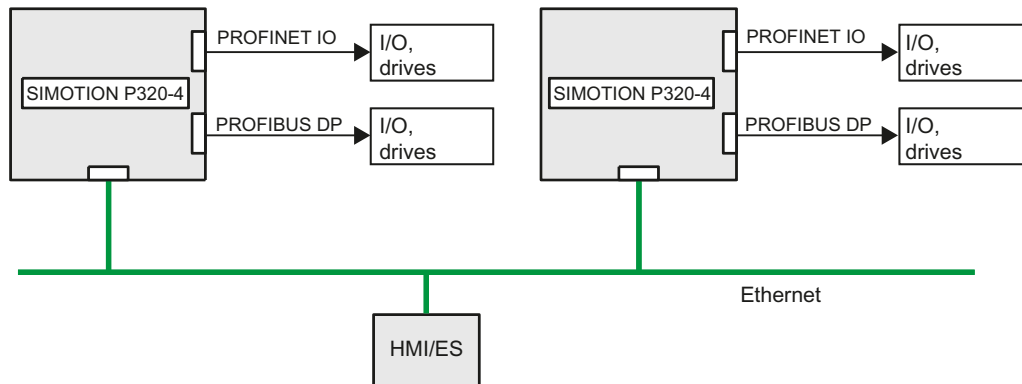 PROFINET IO
I/O,
drives
SIMOTION P320-4
PROFIBUS DP
I/O,
drives
PROFINET IO
I/O,
drives
SIMOTION P320-4
PROFIBUS DP
I/O,
drives
Ethernet
HMI/ES